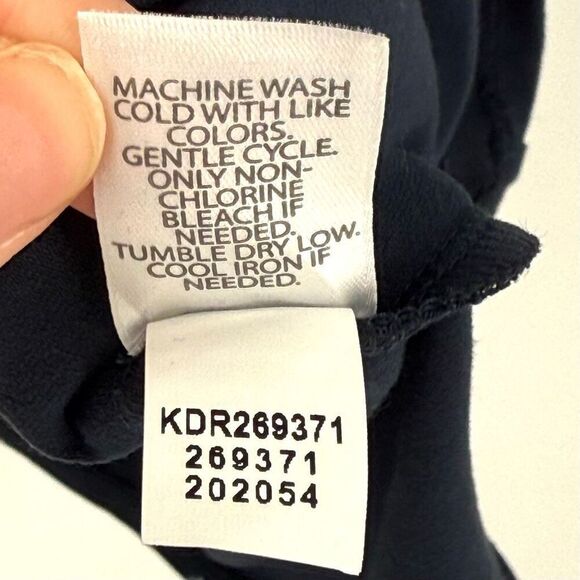 MACHINE WASH
COLD WITH LIKE
COLORS.
GENTLE CYCLE.
ONLY NON-
CHLORINE
BLEACH IF
NEEDED.
TUMBLE DRY LOW.
COOL IRON IF
NEEDED.
KDR269371
269371
202054